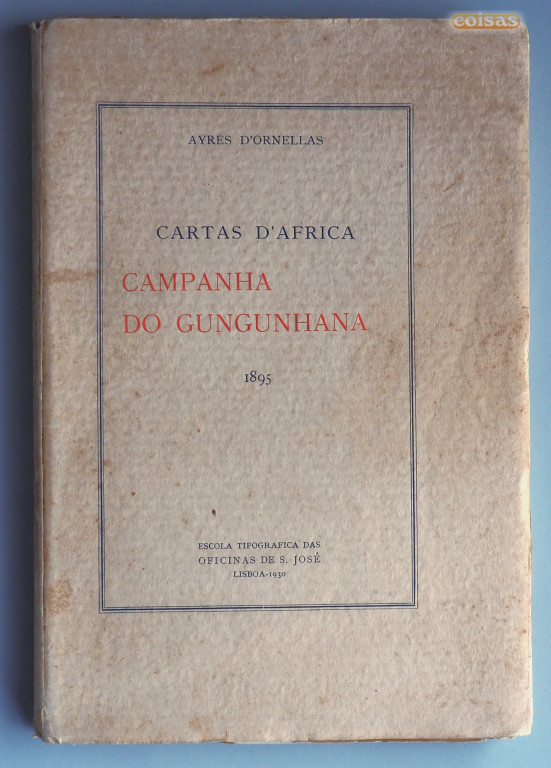 coisas
AYRES D'ORNELLAS
CARTAS D'AFRICA
CAMPANHA
DO GUNGUNHANA
1895
ESCOLA TIPOGRAFICA DAS
OFICINAS DE S. JOSÉ
LISBOA-1930